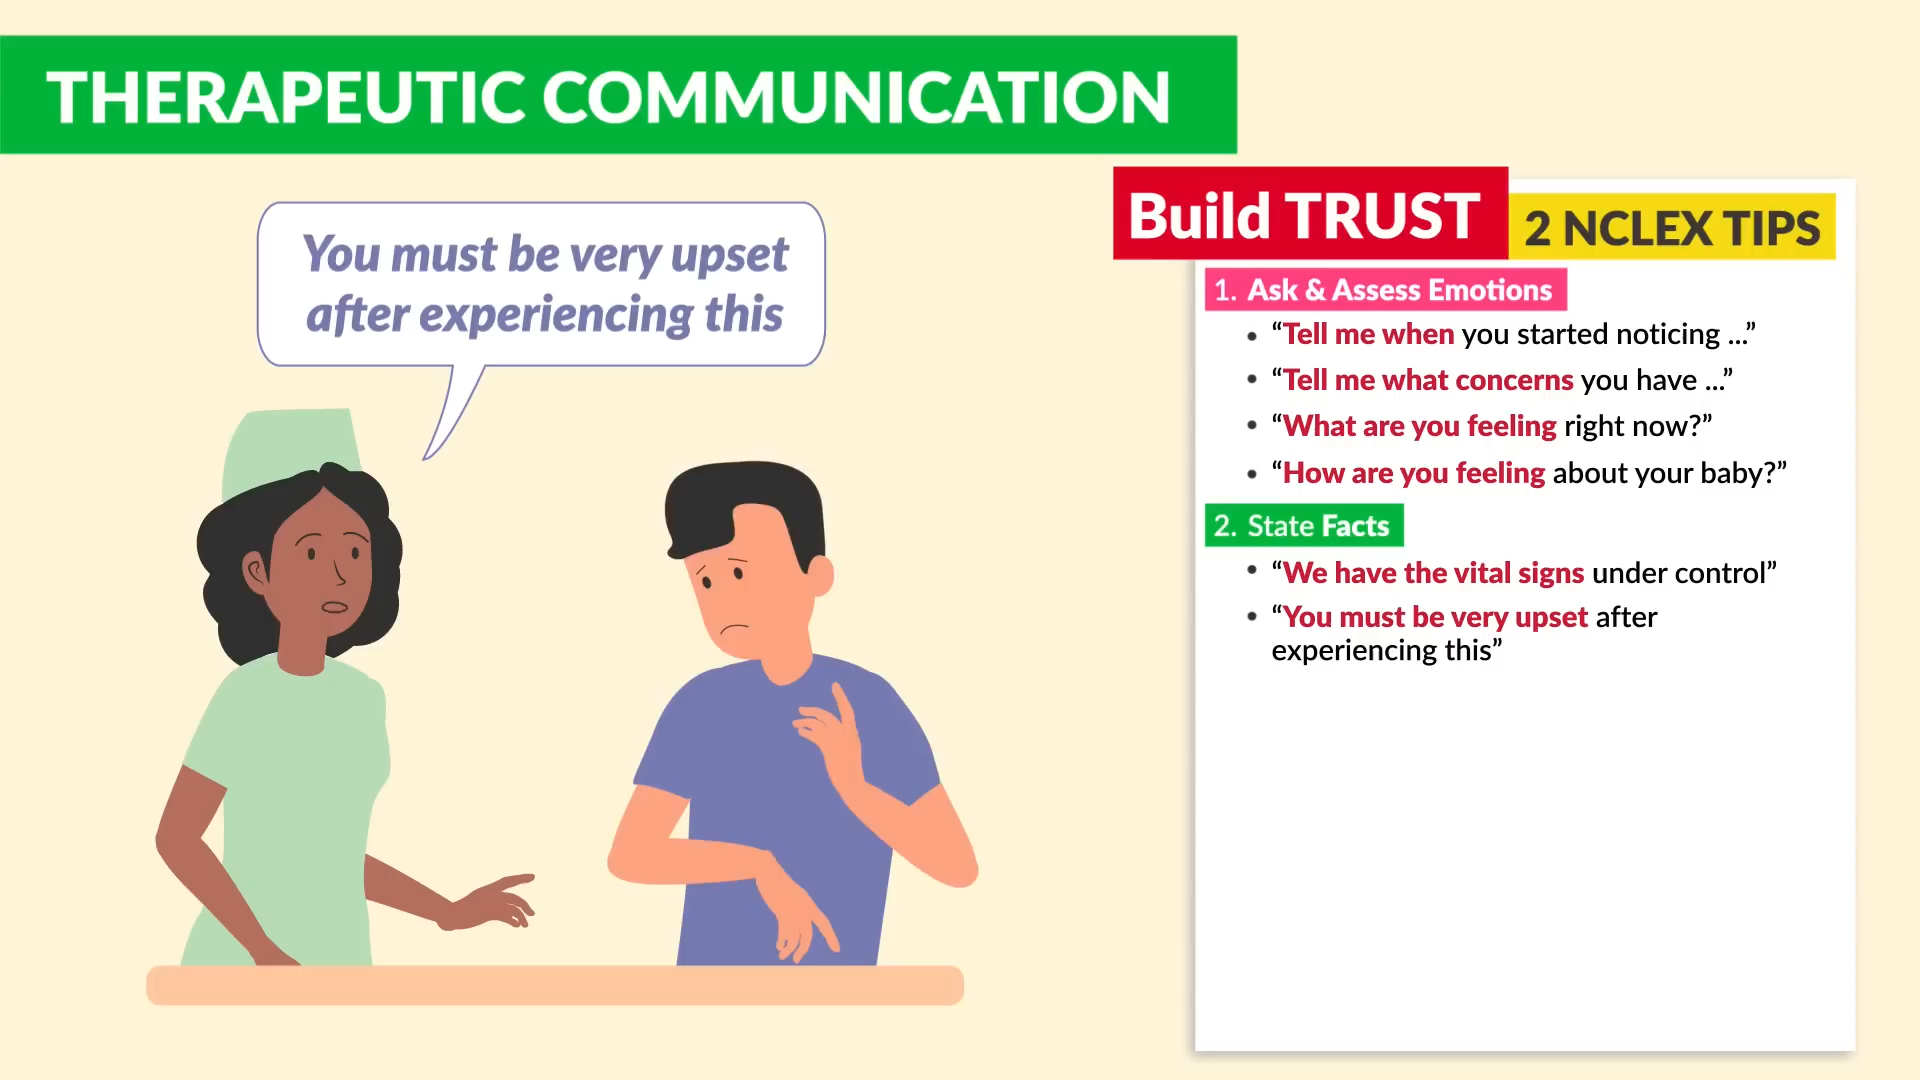 THERAPEUTIC COMMUNICATION
You must be very upset
after experiencing this
Build TRUST
2 NCLEX TIPS
1. Ask & Assess Emotions
• “Tell me when you started noticing ...”
• “Tell me what concerns you have ...”
• “What are you feeling right now?”
• “How are you feeling about your baby?”
2. State Facts
• “We have the vital signs under control”
• “You must be very upset after
experiencing this”